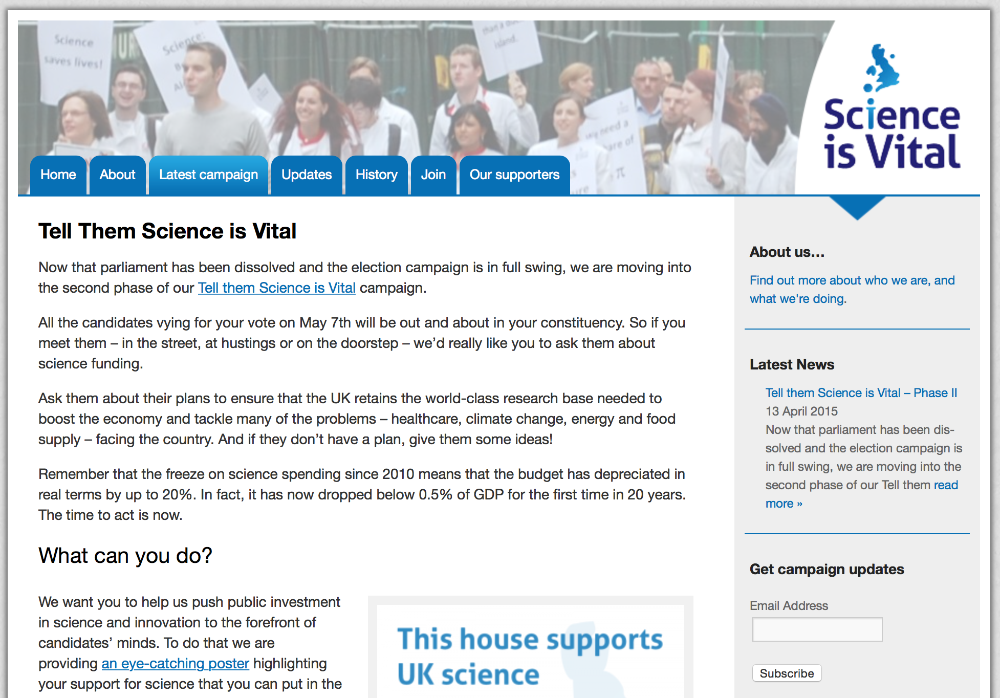 Science
saves lives!
Science:
than a
island.
need a
of
π
Science
is Vital
Home
About
Latest campaign
Updates
History
Join
Our supporters
Tell Them Science is Vital
Now that parliament has been dissolved and the election campaign is in full swing, we are moving into
the second phase of our Tell them Science is Vital campaign.
All the candidates vying for your vote on May 7th will be out and about in your constituency. So if you
meet them – in the street, at hustings or on the doorstep – we’d really like you to ask them about
science funding.
Ask them about their plans to ensure that the UK retains the world-class research base needed to
boost the economy and tackle many of the problems – healthcare, climate change, energy and food
supply – facing the country. And if they don’t have a plan, give them some ideas!
Remember that the freeze on science spending since 2010 means that the budget has depreciated in
real terms by up to 20%. In fact, it has now dropped below 0.5% of GDP for the first time in 20 years.
The time to act is now.
What can you do?
We want you to help us push public investment
in science and innovation to the forefront of
candidates’ minds. To do that we are
providing an eye-catching poster highlighting
your support for science that you can put in the
This house supports
UK science
About us...
Find out more about who we are, and
what we're doing.
Latest News
Tell them Science is Vital – Phase II
13 April 2015
Now that parliament has been dis-
solved and the election campaign is
in full swing, we are moving into the
second phase of our Tell them read
more »
Get campaign updates
Email Address
Subscribe